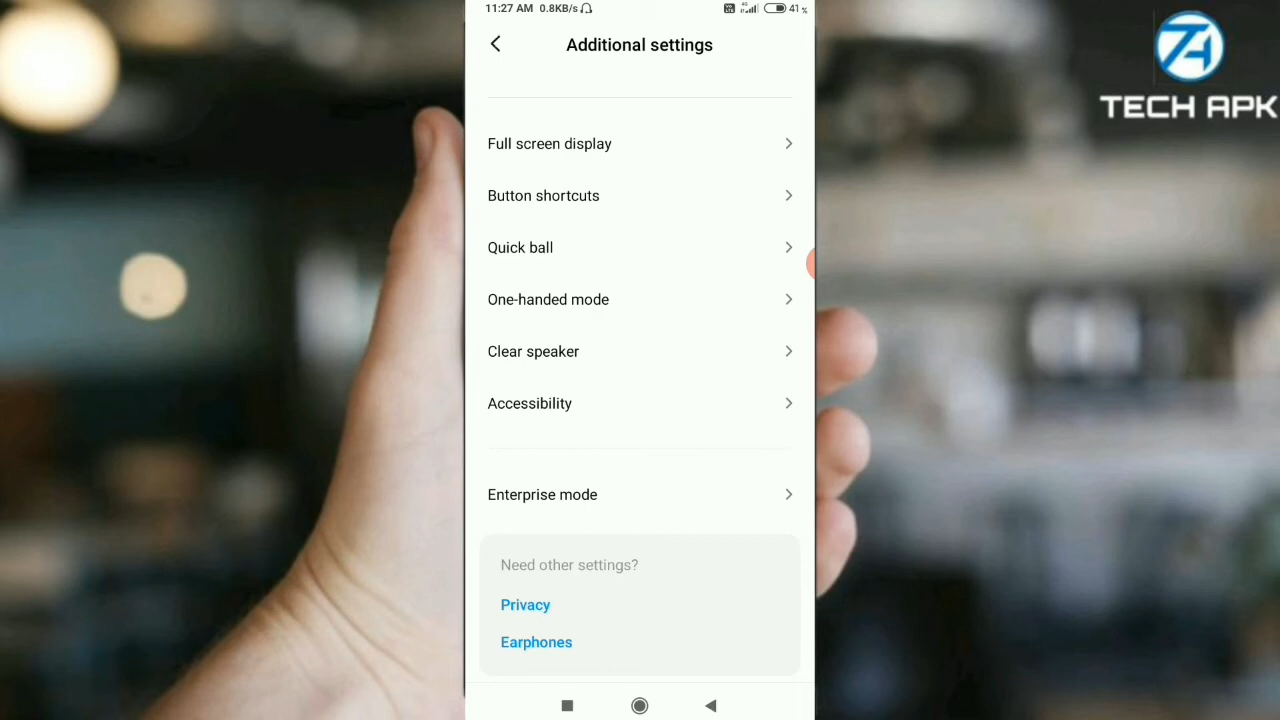 11:27 AM 0.8KB/s 41 %
Additional settings
Full screen display
Button shortcuts
Quick ball
One-handed mode
Clear speaker
Accessibility
Enterprise mode
Need other settings?
Privacy
Earphones
TECH APK